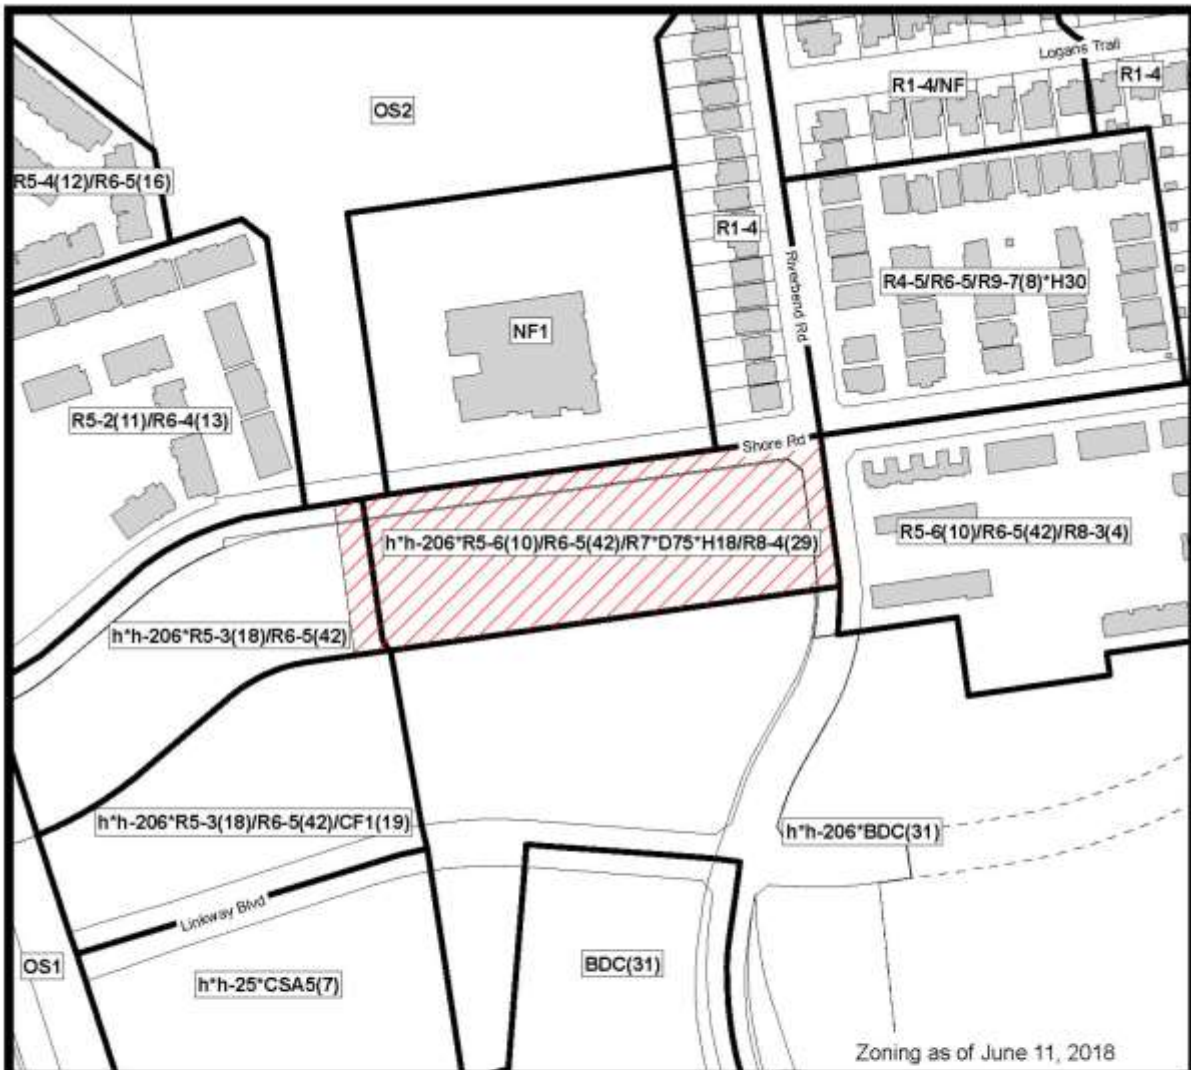 Logans Trail
R1-4
R1-4/NF
OS2
R5-4(12)/R6-5(16)
R1-4
Riverbend Rd
R4-5/R6-5/R9-7(8)*H30
NF1
R5-2(11)/R6-4(13)
Shore Rd
R5-6(10)/R6-5(42)/R8-3(4)
h*h-206*R5-6(10)/R6-5(42)/R7*D75*H18/R8-4(29)
h*h-206*R5-3(18)/R6-5(42)
h*h-206*R5-3(18)/R6-5(42)/CF1(19)
h*h-206*BDC(31)
Linkway Blvd
OS1
BDC(31)
h*h-25*CSA5(7)
Zoning as of June 11, 2018